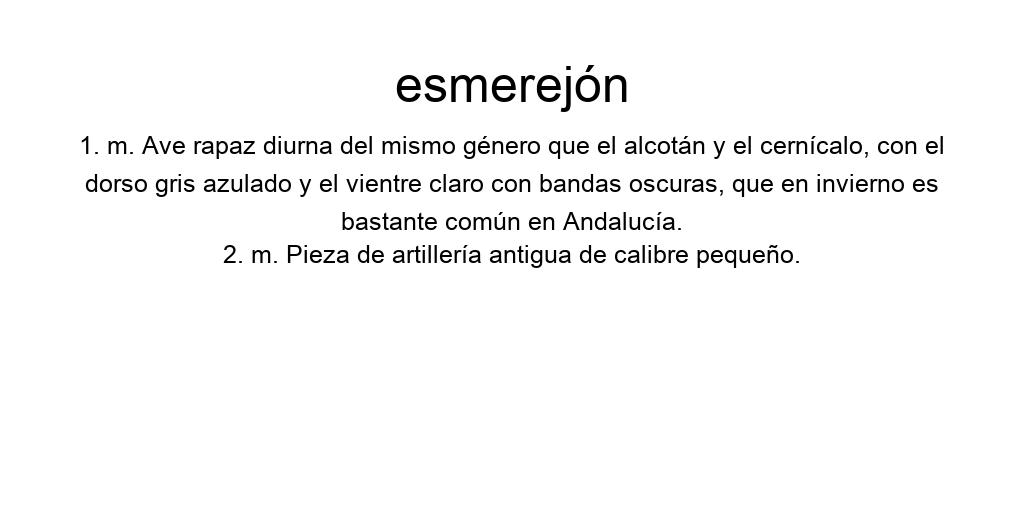 esmerejón
1. m. Ave rapaz diurna del mismo género que el alcotán y el cernícalo, con el
dorso gris azulado y el vientre claro con bandas oscuras, que en invierno es
bastante común en Andalucía.
2. m. Pieza de artillería antigua de calibre pequeño.